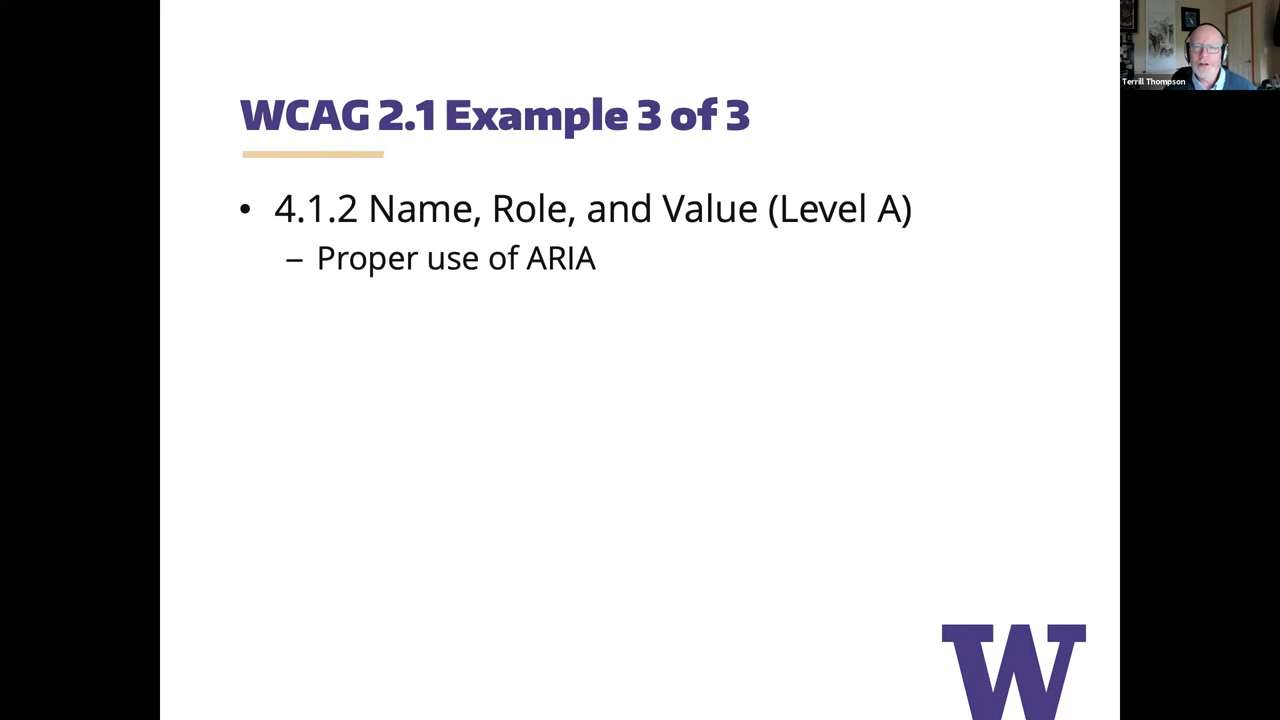 WCAG 2.1 Example 3 of 3
• 4.1.2 Name, Role, and Value (Level A)
– Proper use of ARIA
W
Terrill Thompson